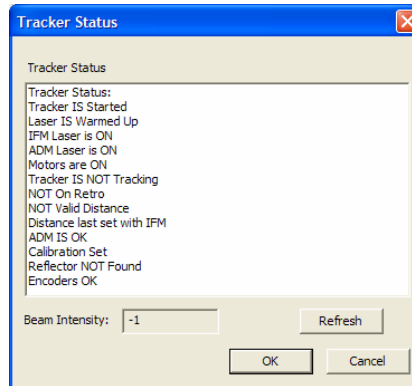 Tracker Status
Tracker Status
Tracker Status:
Tracker IS Started
Laser IS Warmed Up
IFM Laser is ON
ADM Laser is ON
Motors are ON
Tracker IS NOT Tracking
NOT On Retro
NOT Valid Distance
Distance last set with IFM
ADM IS OK
Calibration Set
Reflector NOT Found
Encoders OK
Beam Intensity: -1 Refresh
OK Cancel